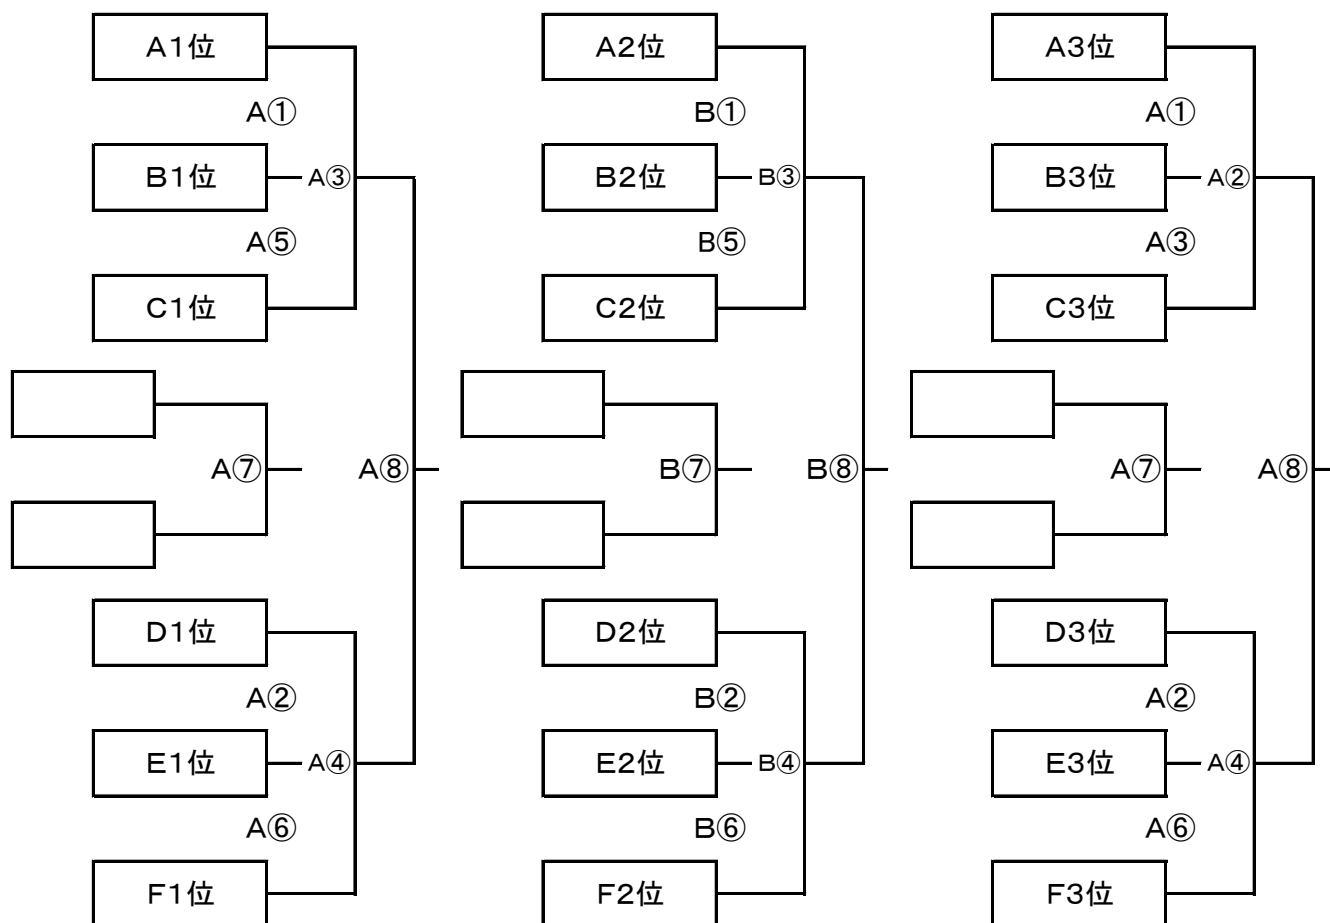 A1位
A①
B1位
A③
A⑤
C1位
A⑦
A⑧
D1位
A②
E1位
A④
A⑥
F1位
A2位
B①
B2位
B③
B⑤
C2位
B⑦
B⑧
D2位
B②
E2位
B④
B⑥
F2位
A3位
A①
B3位
A②
A③
C3位
A⑦
A⑧
D3位
A②
E3位
A④
A⑥
F3位